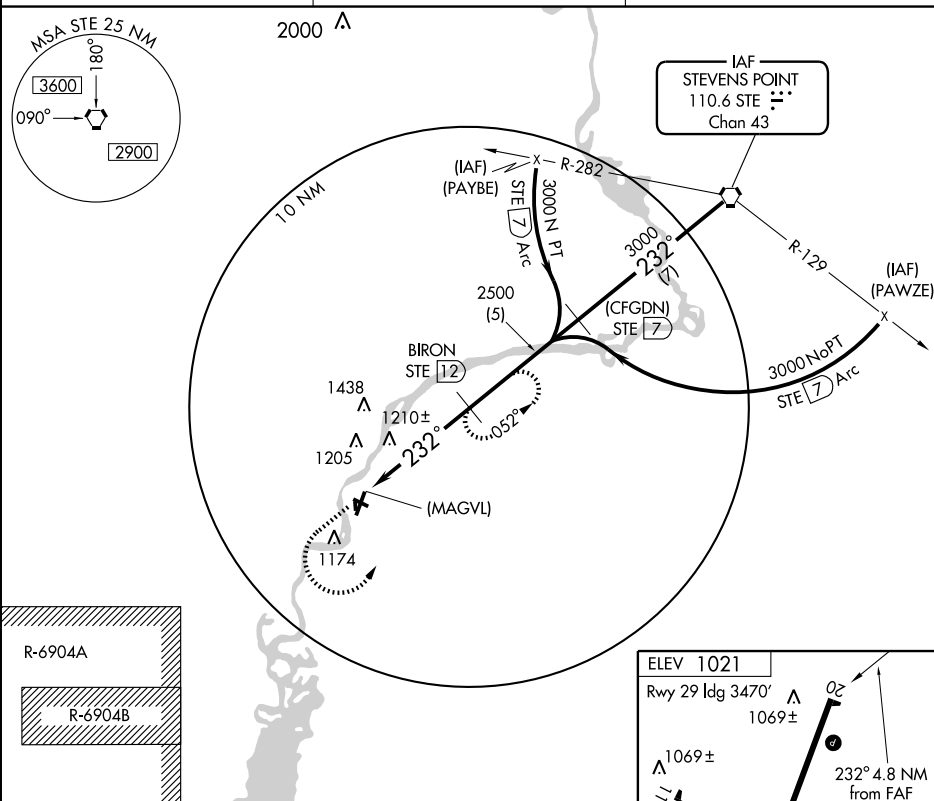 2000
MSA STE 25 NM
180°
3600
090°
2900
IAF
STEVENS POINT
110.6 STE
Chan 43
10 NM
(IAF)
(PAYBE)
R-282
STE 7 Arc
3000 N PT
3000
232°
(7)
R-129
(IAF)
(PAWZE)
2500
(5)
(CFGDN)
STE 7
3000 NoPT
STE 7 Arc
BIRON
STE 12
052°
1438
1210±
1205
232°
(MAGVL)
1174
R-6904A
R-6904B
ELEV 1021
Rwy 29 ldg 3470'
20
1069±
P
1069±
11
232° 4.8 NM
from FAF